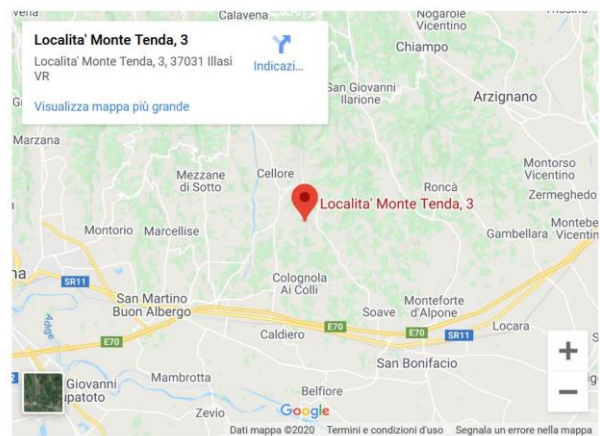 Localita' Monte Tenda, 3
Localita' Monte Tenda, 3, 37031 Illasi
VR
Indicazi...
Visualizza mappa più grande
Calavena
Nogarole
Vicentino
Chiampo
San Giovanni
Ilarione
Arzignano
Marzana
Mezzane
di Sotto
Cellore
Roncà
Montorso
Vicentino
Zermeghedo
Localita' Monte Tenda, 3
Montorio
Marcellise
Gambellara
Montebe
Vicentin
na
SR11
Colognola
Ai Colli
San Martino
Buon Albergo
Soave
Monteforte
d'Alpone
Adige
E70
Caldiero
E70
E70
SR11
Locara
San Bonifacio
Giovanni
upatoto
Mambrotta
Belfiore
Zevio
Google
Dati mappa ©2020
Termini e condizioni d'uso
Segnala un errore nella mappa